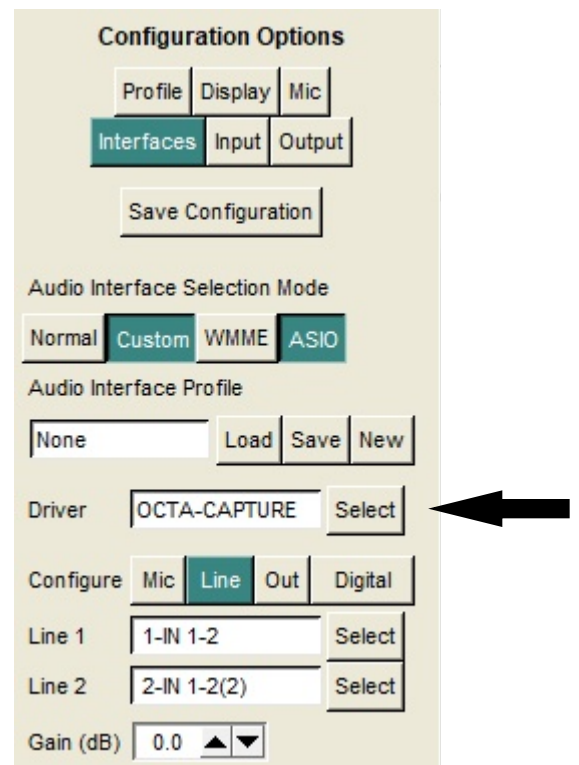 Configuration Options
Profile Display Mic
Interfaces Input Output
Save Configuration
Audio Interface Selection Mode
Normal Custom WMME ASIO
Audio Interface Profile
None Load Save New
Driver OCTA-CAPTURE Select
Configure Mic Line Out Digital
Line 1 1-IN 1-2 Select
Line 2 2-IN 1-2(2) Select
Gain (dB) 0.0